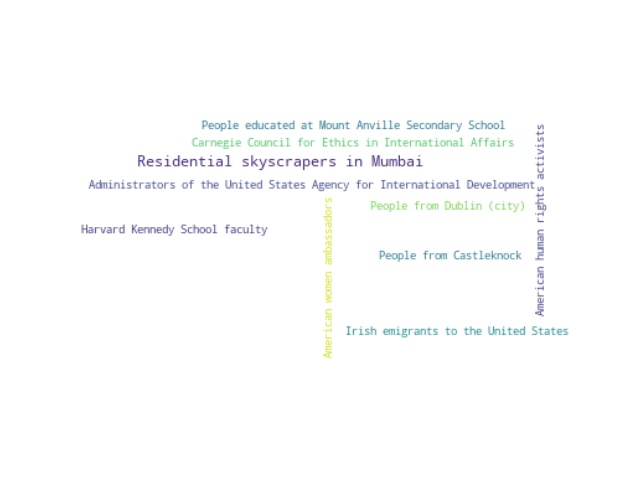 People educated at Mount Anville Secondary School
Carnegie Council for Ethics in International Affairs
Residential skyscrapers in Mumbai
Administrators of the United States Agency for International Development
People from Dublin (city)
American human rights activists
Harvard Kennedy School faculty
American women ambassadors
People from Castleknock
Irish emigrants to the United States